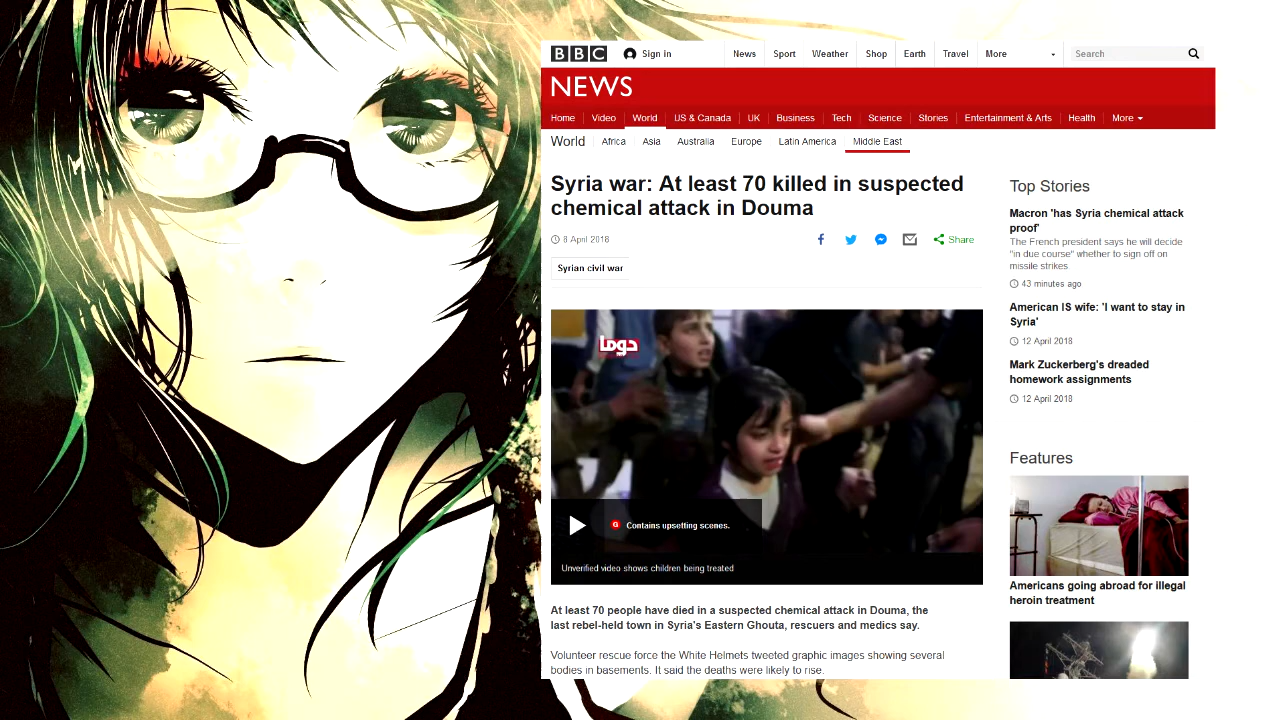 BBC Sign in News Sport Weather Shop Earth Travel More Search
NEWS
Home Video World US & Canada UK Business Tech Science Stories Entertainment & Arts Health More
World Africa Asia Australia Europe Latin America Middle East
Syria war: At least 70 killed in suspected
chemical attack in Douma
8 April 2018
Share
Syrian civil war
دوما
Contains upsetting scenes.
Unverified video shows children being treated
At least 70 people have died in a suspected chemical attack in Douma, the
last rebel-held town in Syria's Eastern Ghouta, rescuers and medics say.
Volunteer rescue force the White Helmets tweeted graphic images showing several
bodies in basements. It said the deaths were likely to rise.
Top Stories
Macron 'has Syria chemical attack
proof'
The French president says he will decide
"in due course" whether to sign off on
missile strikes
43 minutes ago
American IS wife: 'I want to stay in
Syria'
12 April 2018
Mark Zuckerberg's dreaded
homework assignments
12 April 2018
Features
Americans going abroad for illegal
heroin treatment